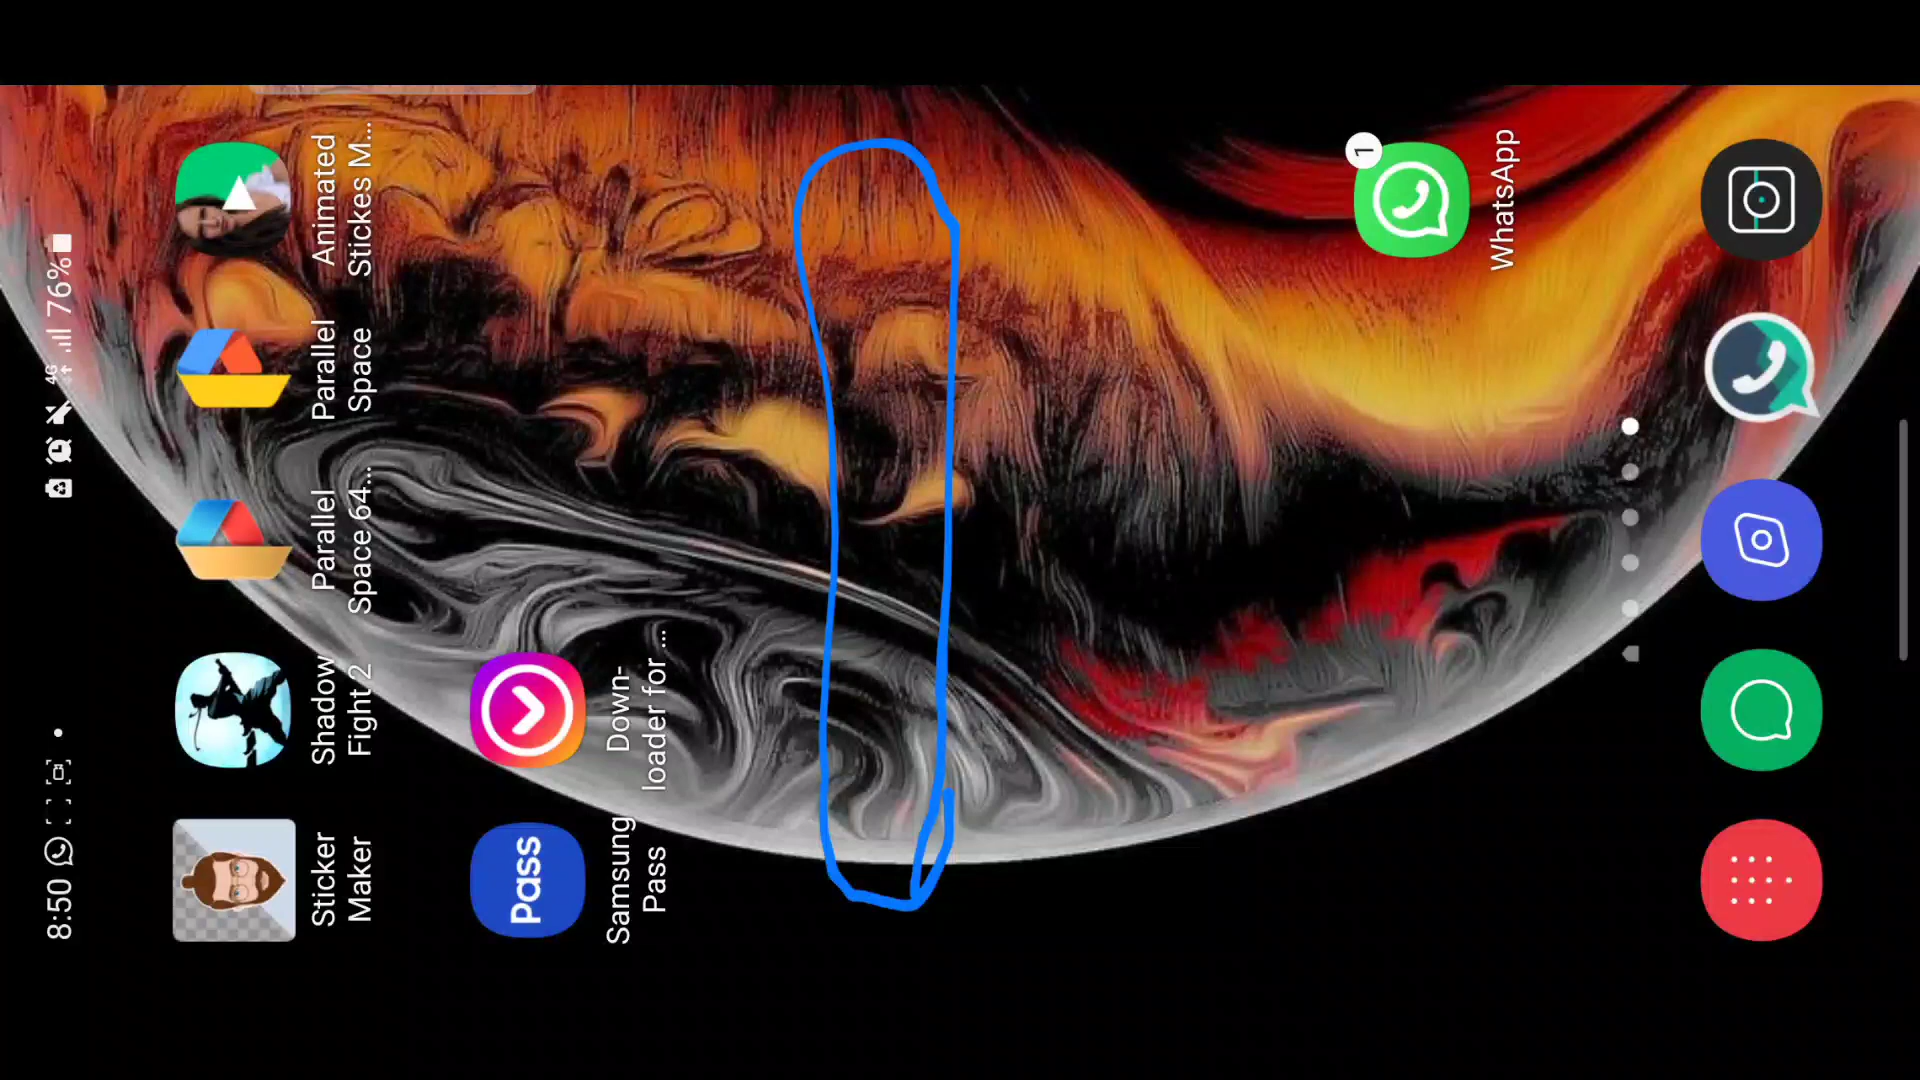 8:50
4G
76%
Sticker
Maker
Shadow
Fight 2
Parallel
Space 64...
Parallel
Space
Animated
Stickes M...
Pass
Samsung
Pass
Down-
loader for ...
1
WhatsApp